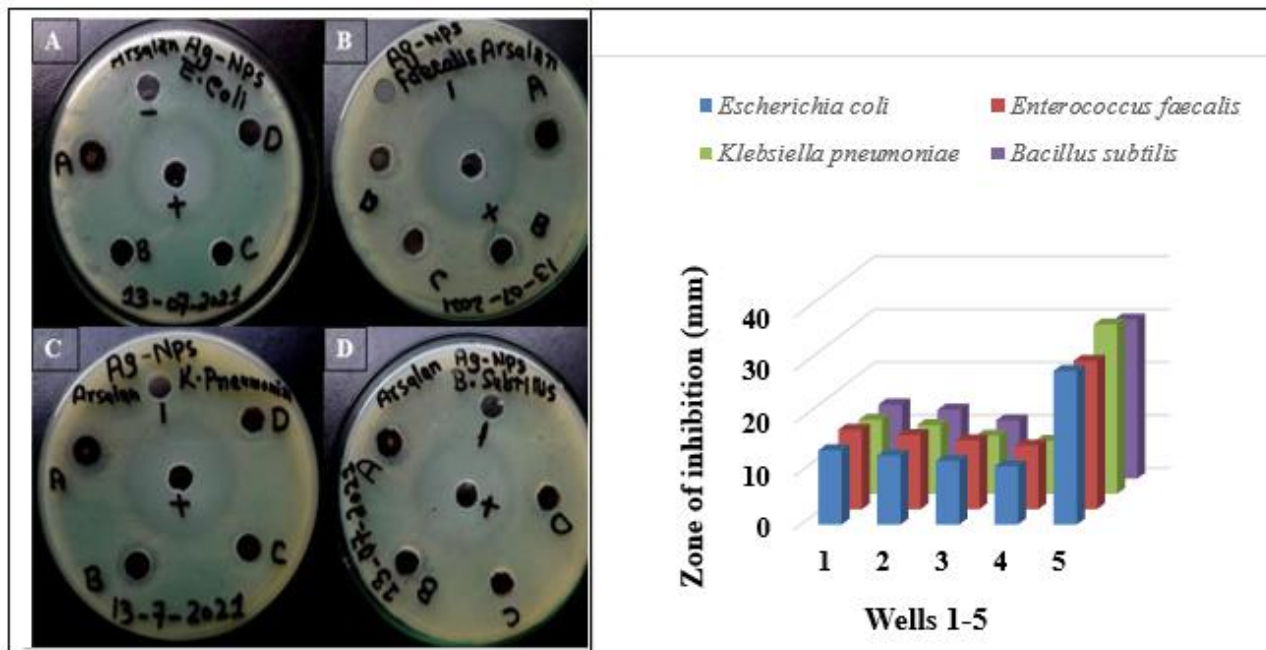 A
Arsalan Ag-NPs
E.Coli
-
A
D
+
B
C
13-07-2021
B
Ag-NPs
Faecalis Arsalan
-
A
D
+
B
C
13-07-2021
C
Ag-NPs
Arsalan K.Pneumonia
-
D
A
+
C
B
13-7-2021
D
Arsalan Ag-NPs
B.Subtilus
-
A
+
D
B
C
Escherichia coli
Enterococcus faecalis
Klebsiella pneumoniae
Bacillus subtilis
Zone of inhibition (mm)
40
30
20
10
0
1 2 3 4 5
Wells 1-5